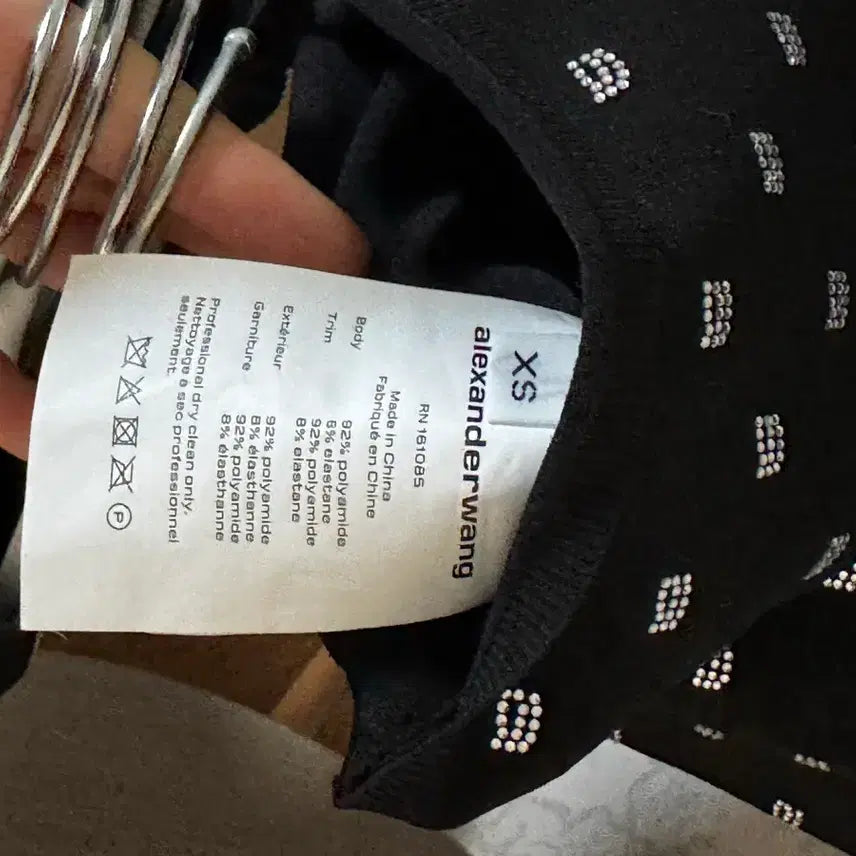 XS
alexanderwang
RN 161085
Made in China
Fabriqué en Chine
Body 92% polyamide
8% elastane
Trim 92% polyamide
8% elastane
Extérieur 92% polyamide
8% élasthanne
Garniture 92% polyamide
8% élasthanne
Professional dry clean only.
Nettoyage à sec professionnel
seulement.
P